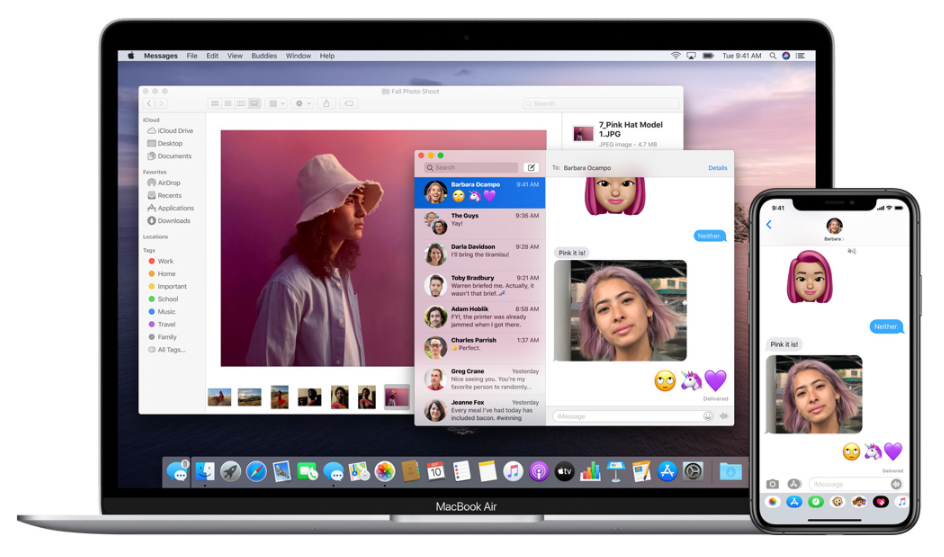 Messages File Edit View Buddies Window Help
Tue 9:41 AM
Fall Photo Shoot
Search
iCloud
iCloud Drive
Desktop
Documents
Favorites
AirDrop
Recents
Applications
Downloads
Locations
Tags
Work
Home
Important
School
Music
Travel
Family
All Tags...
7_Pink Hat Model
1.JPG
JPEG image - 4.7 MB
Search
Barbara Ocampo 9:41 AM
The Guys 9:36 AM
Yay!
Darla Davidson 9:28 AM
I'll bring the tiramisu!
Toby Bradbury 9:21 AM
Warren briefed me. Actually, it
wasn't that brief..💤
Adam Hoblik 8:58 AM
FYI, the printer was already
jammed when I got there.
Charles Parrish 1:37 AM
👍Perfect.
Greg Crane Yesterday
Nice seeing you. You're my
favorite person to randomly...
Jeanne Fox Yesterday
Every meal I've had today has
included bacon. #winning
To: Barbara Ocampo Details
Neither.
Pink it is!
Delivered
iMessage
10
tv
MacBook Air
9:41
Barbara
Neither.
Pink it is!
Delivered
iMessage